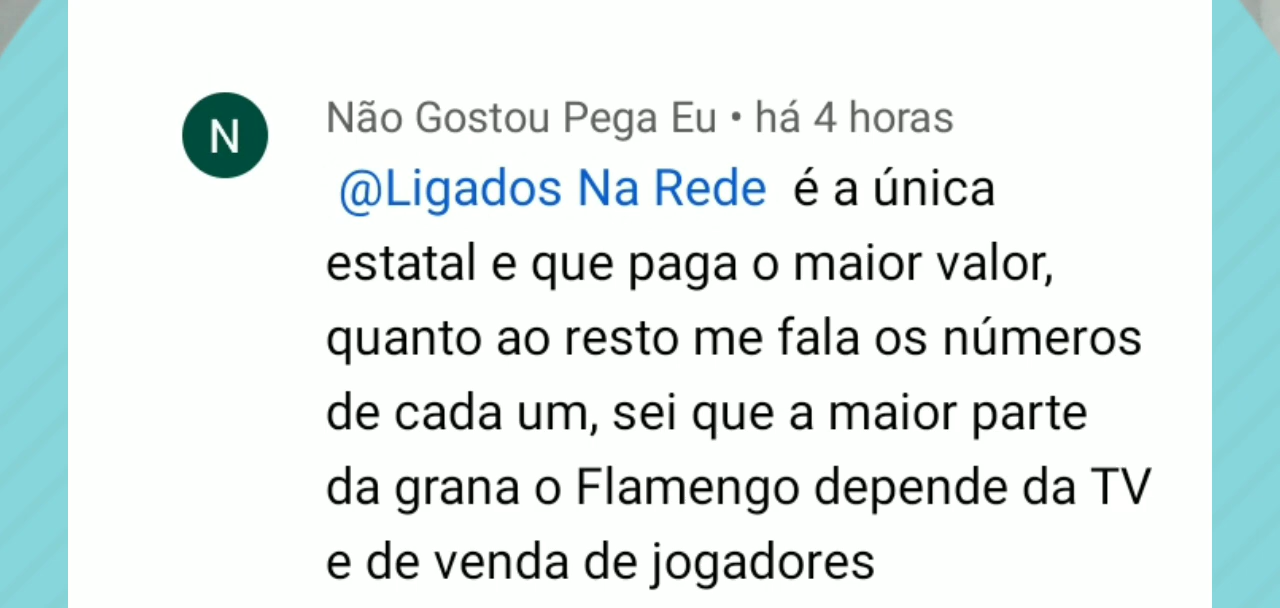 N
Não Gostou Pega Eu • há 4 horas
@Ligados Na Rede é a única
estatal e que paga o maior valor,
quanto ao resto me fala os números
de cada um, sei que a maior parte
da grana o Flamengo depende da TV
e de venda de jogadores